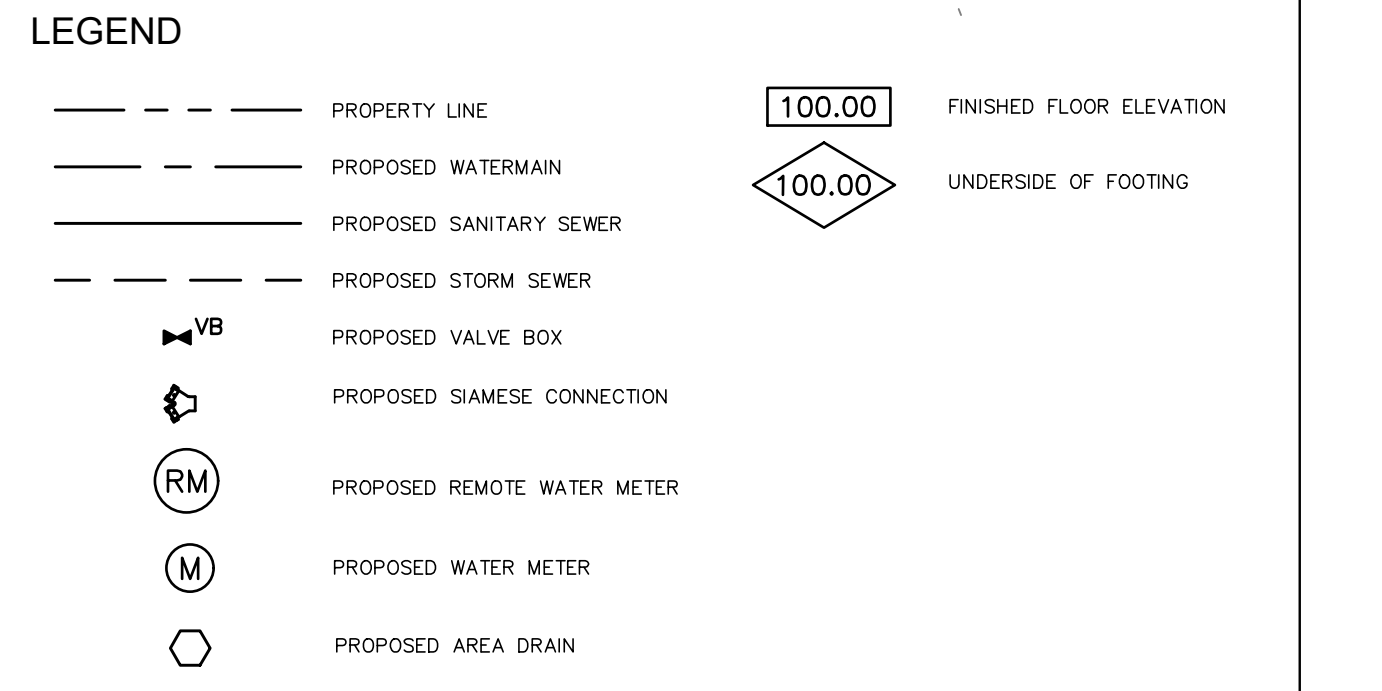 LEGEND
PROPERTY LINE
PROPOSED WATERMAIN
PROPOSED SANITARY SEWER
PROPOSED STORM SEWER
VB PROPOSED VALVE BOX
PROPOSED SIAMESE CONNECTION
RM PROPOSED REMOTE WATER METER
M PROPOSED WATER METER
PROPOSED AREA DRAIN
100.00 FINISHED FLOOR ELEVATION
100.00 UNDERSIDE OF FOOTING